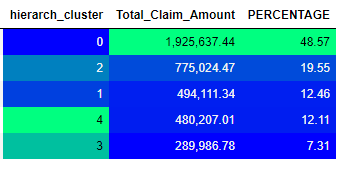 hierarch_cluster Total_Claim_Amount PERCENTAGE
0 1,925,637.44 48.57
2 775,024.47 19.55
1 494,111.34 12.46
4 480,207.01 12.11
3 289,986.78 7.31